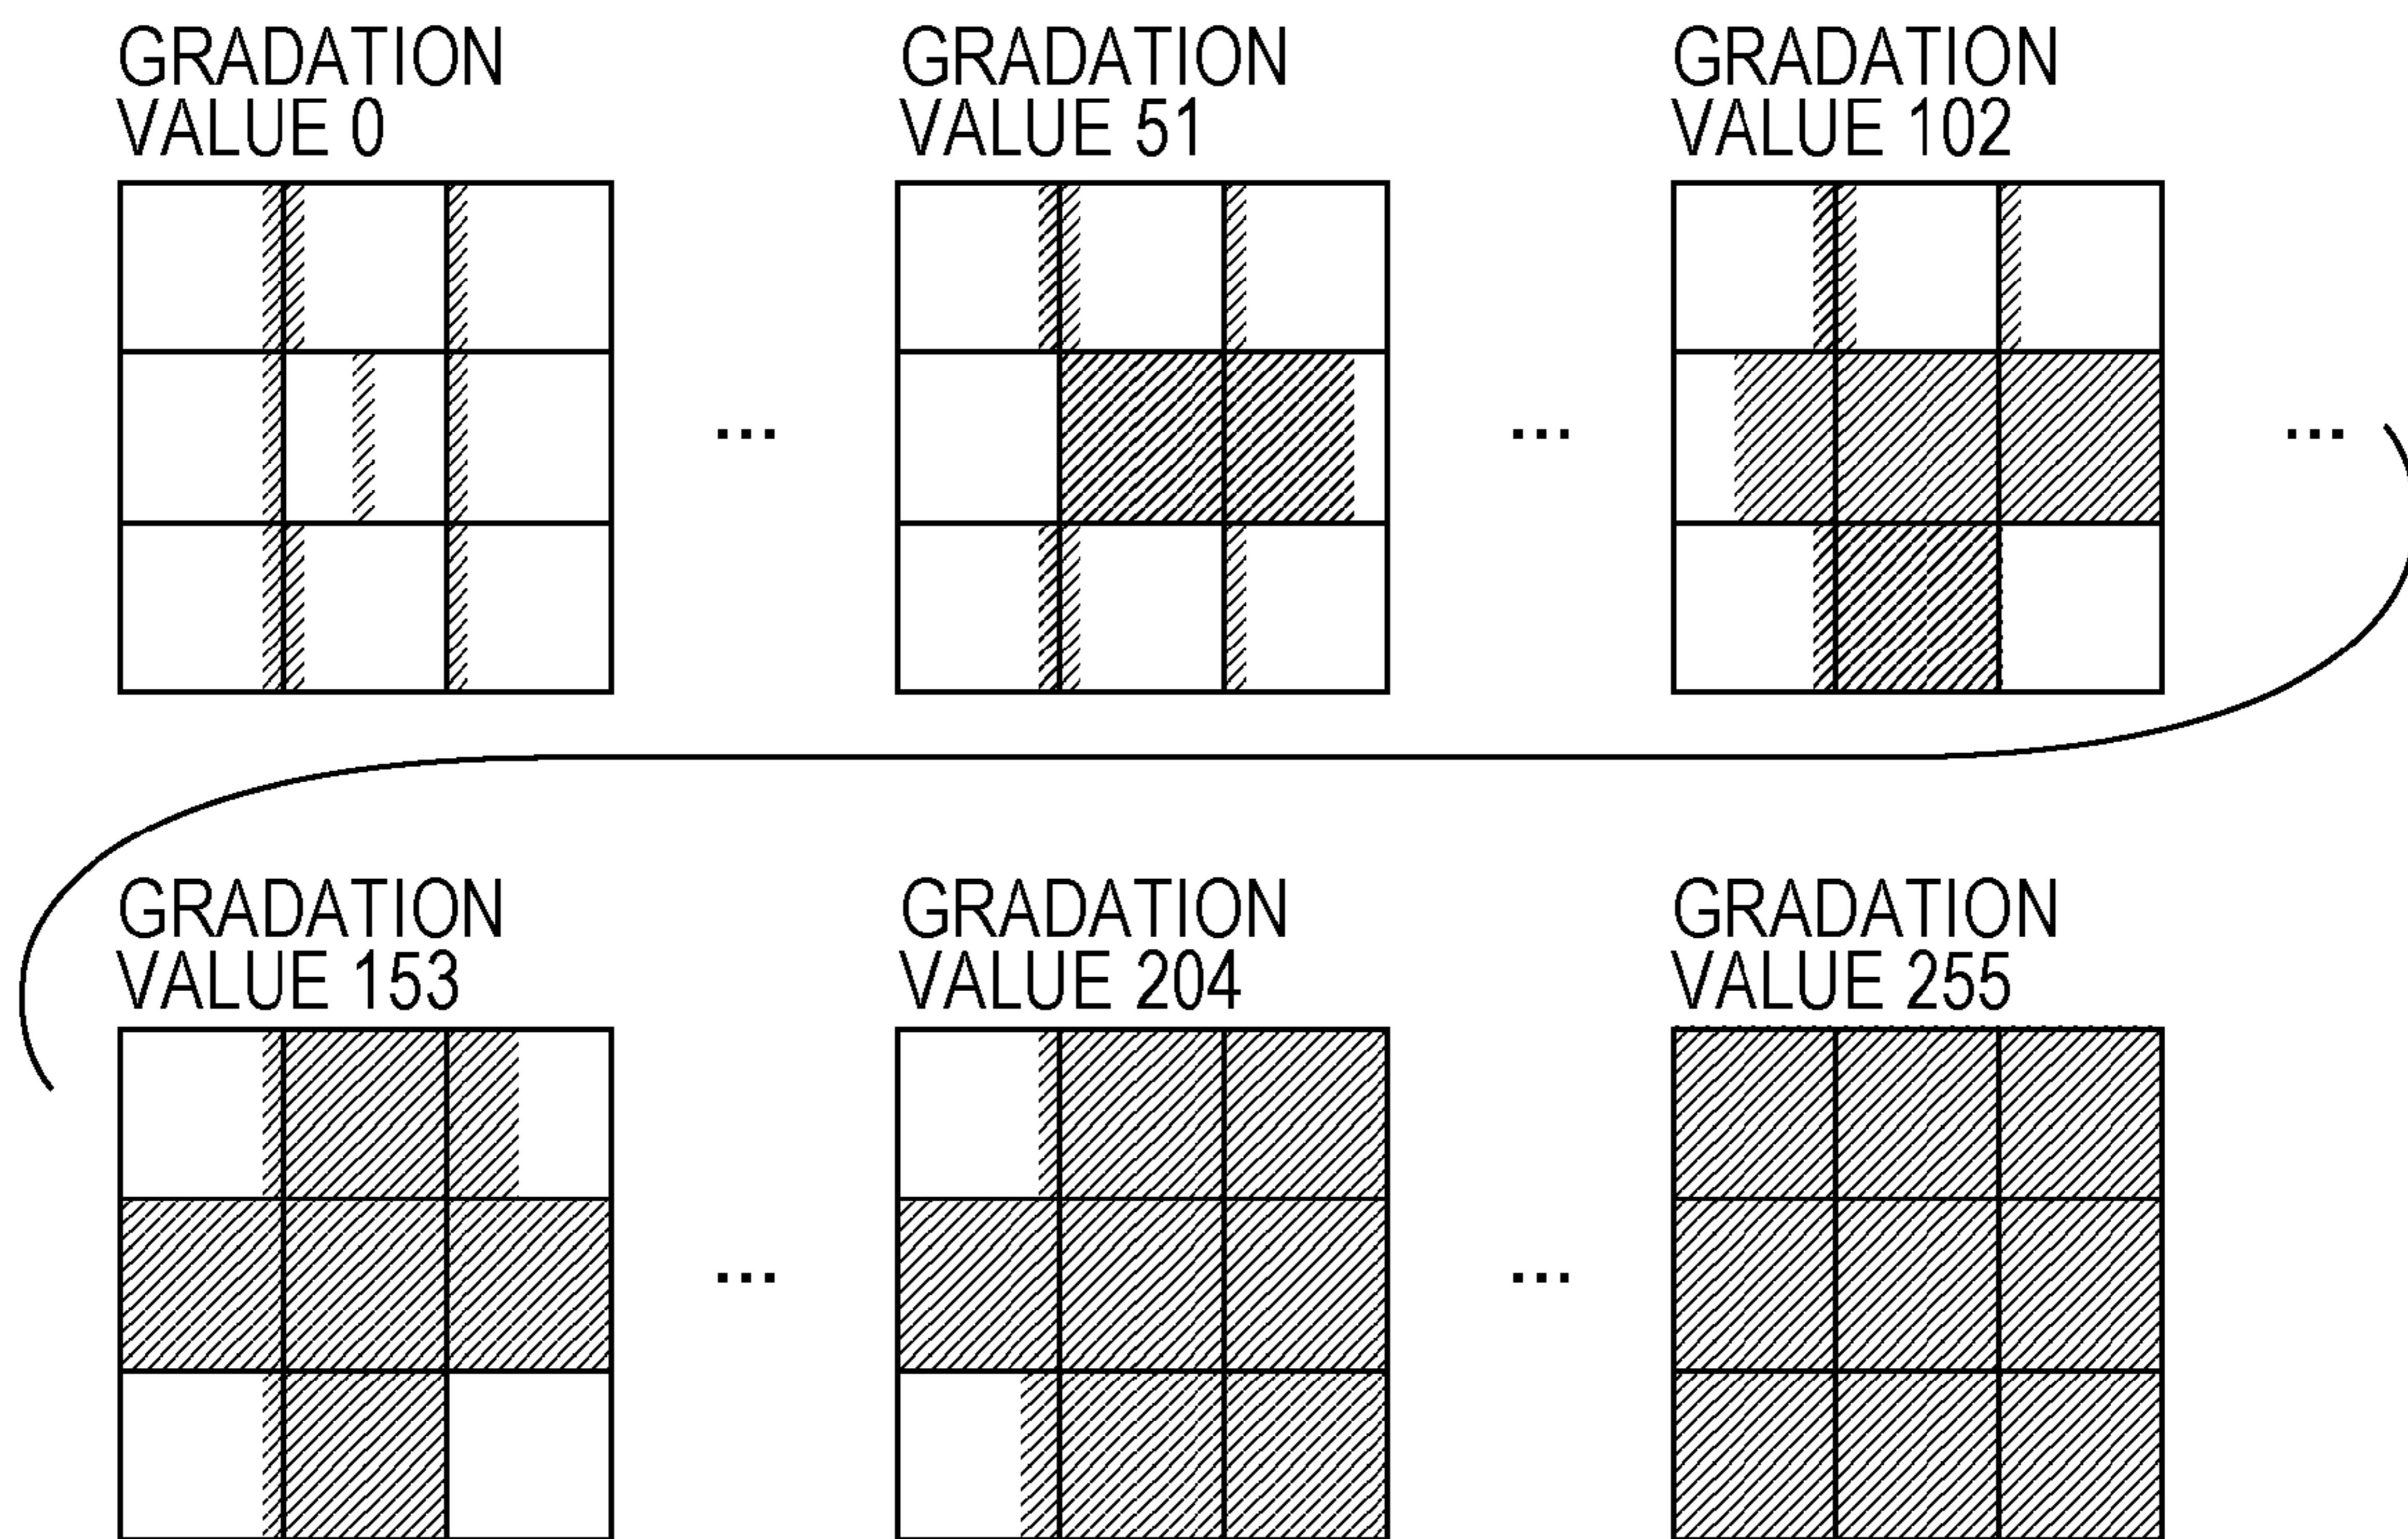 GRADATION
VALUE 0
GRADATION
VALUE 51
GRADATION
VALUE 102
...
...
...
GRADATION
VALUE 153
GRADATION
VALUE 204
GRADATION
VALUE 255
...
...